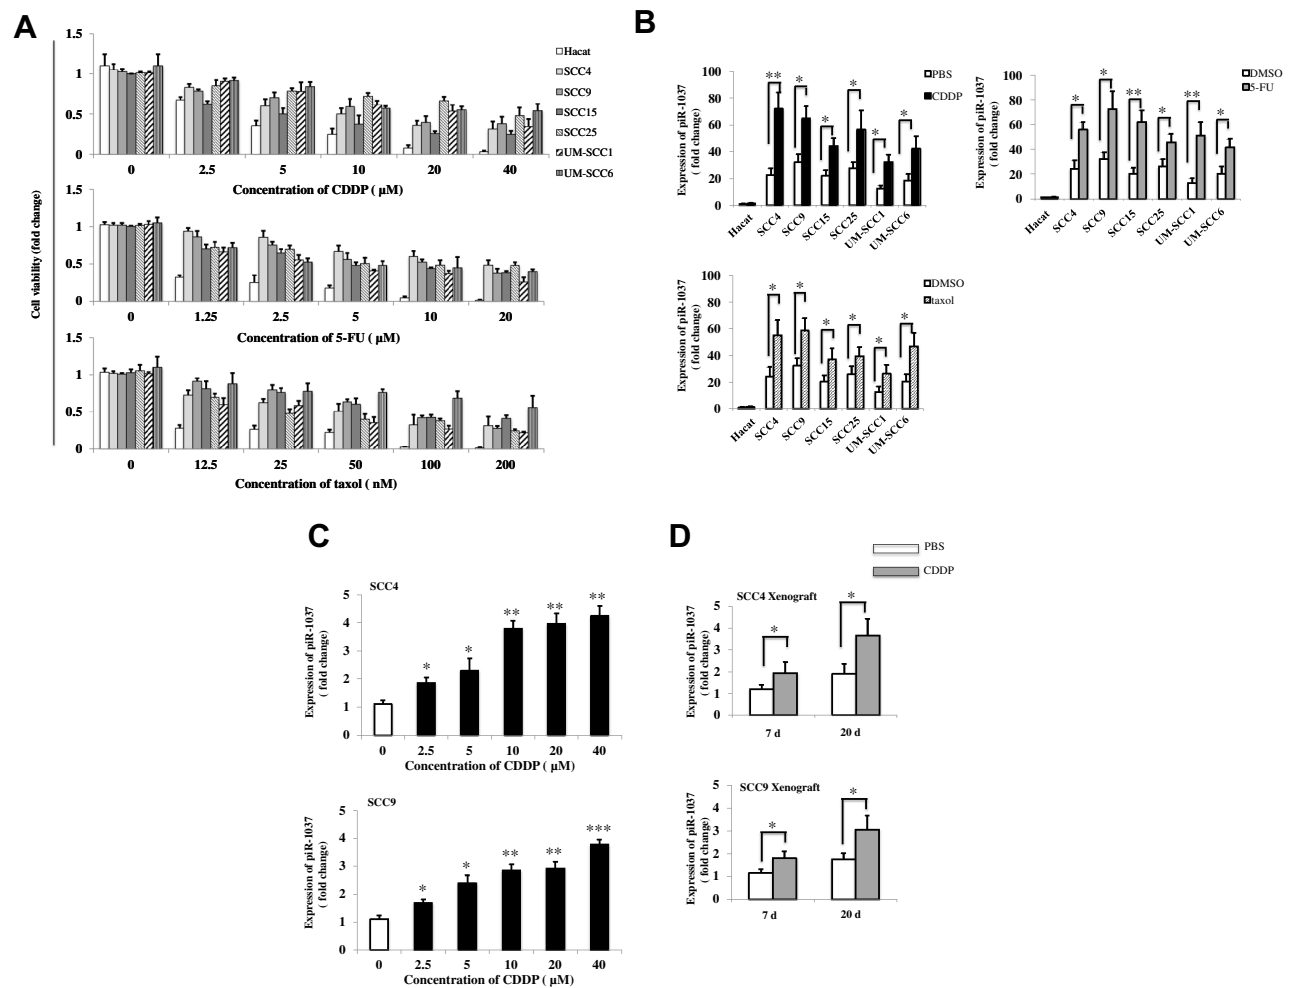 A
Cell viability (fold change)
1.5
1
0.5
0
0 2.5 5 10 20 40
Concentration of CDDP ( μM)
Hacat
SCC4
SCC9
SCC15
SCC25
UM-SCC1
UM-SCC6
1.5
1
0.5
0
0 1.25 2.5 5 10 20
Concentration of 5-FU ( μM)
1.5
1
0.5
0
0 12.5 25 50 100 200
Concentration of taxol ( nM)
B
Expression of piR-1037
( fold change)
100
80
60
40
20
0
** * * * * *
PBS
CDDP
Hacat SCC4 SCC9 SCC15 SCC25 UM-SCC1 UM-SCC6
Expression of piR-1037
( fold change)
100
80
60
40
20
0
* * ** * ** *
DMSO
5-FU
Hacat SCC4 SCC9 SCC15 SCC25 UM-SCC1 UM-SCC6
Expression of piR-1037
( fold change)
100
80
60
40
20
0
* * * * * *
DMSO
taxol
Hacat SCC4 SCC9 SCC15 SCC25 UM-SCC1 UM-SCC6
C
SCC4
Expression of piR-1037
( fold change)
5
4
3
2
1
0
* * ** ** **
0 2.5 5 10 20 40
Concentration of CDDP ( μM)
SCC9
Expression of piR-1037
( fold change)
5
4
3
2
1
0
* * ** ** ***
0 2.5 5 10 20 40
Concentration of CDDP ( μM)
D
PBS
CDDP
SCC4 Xenograft
Expression of piR-1037
( fold change)
5
4
3
2
1
0
* *
7 d 20 d
SCC9 Xenograft
Expression of piR-1037
( fold change)
5
4
3
2
1
0
* *
7 d 20 d